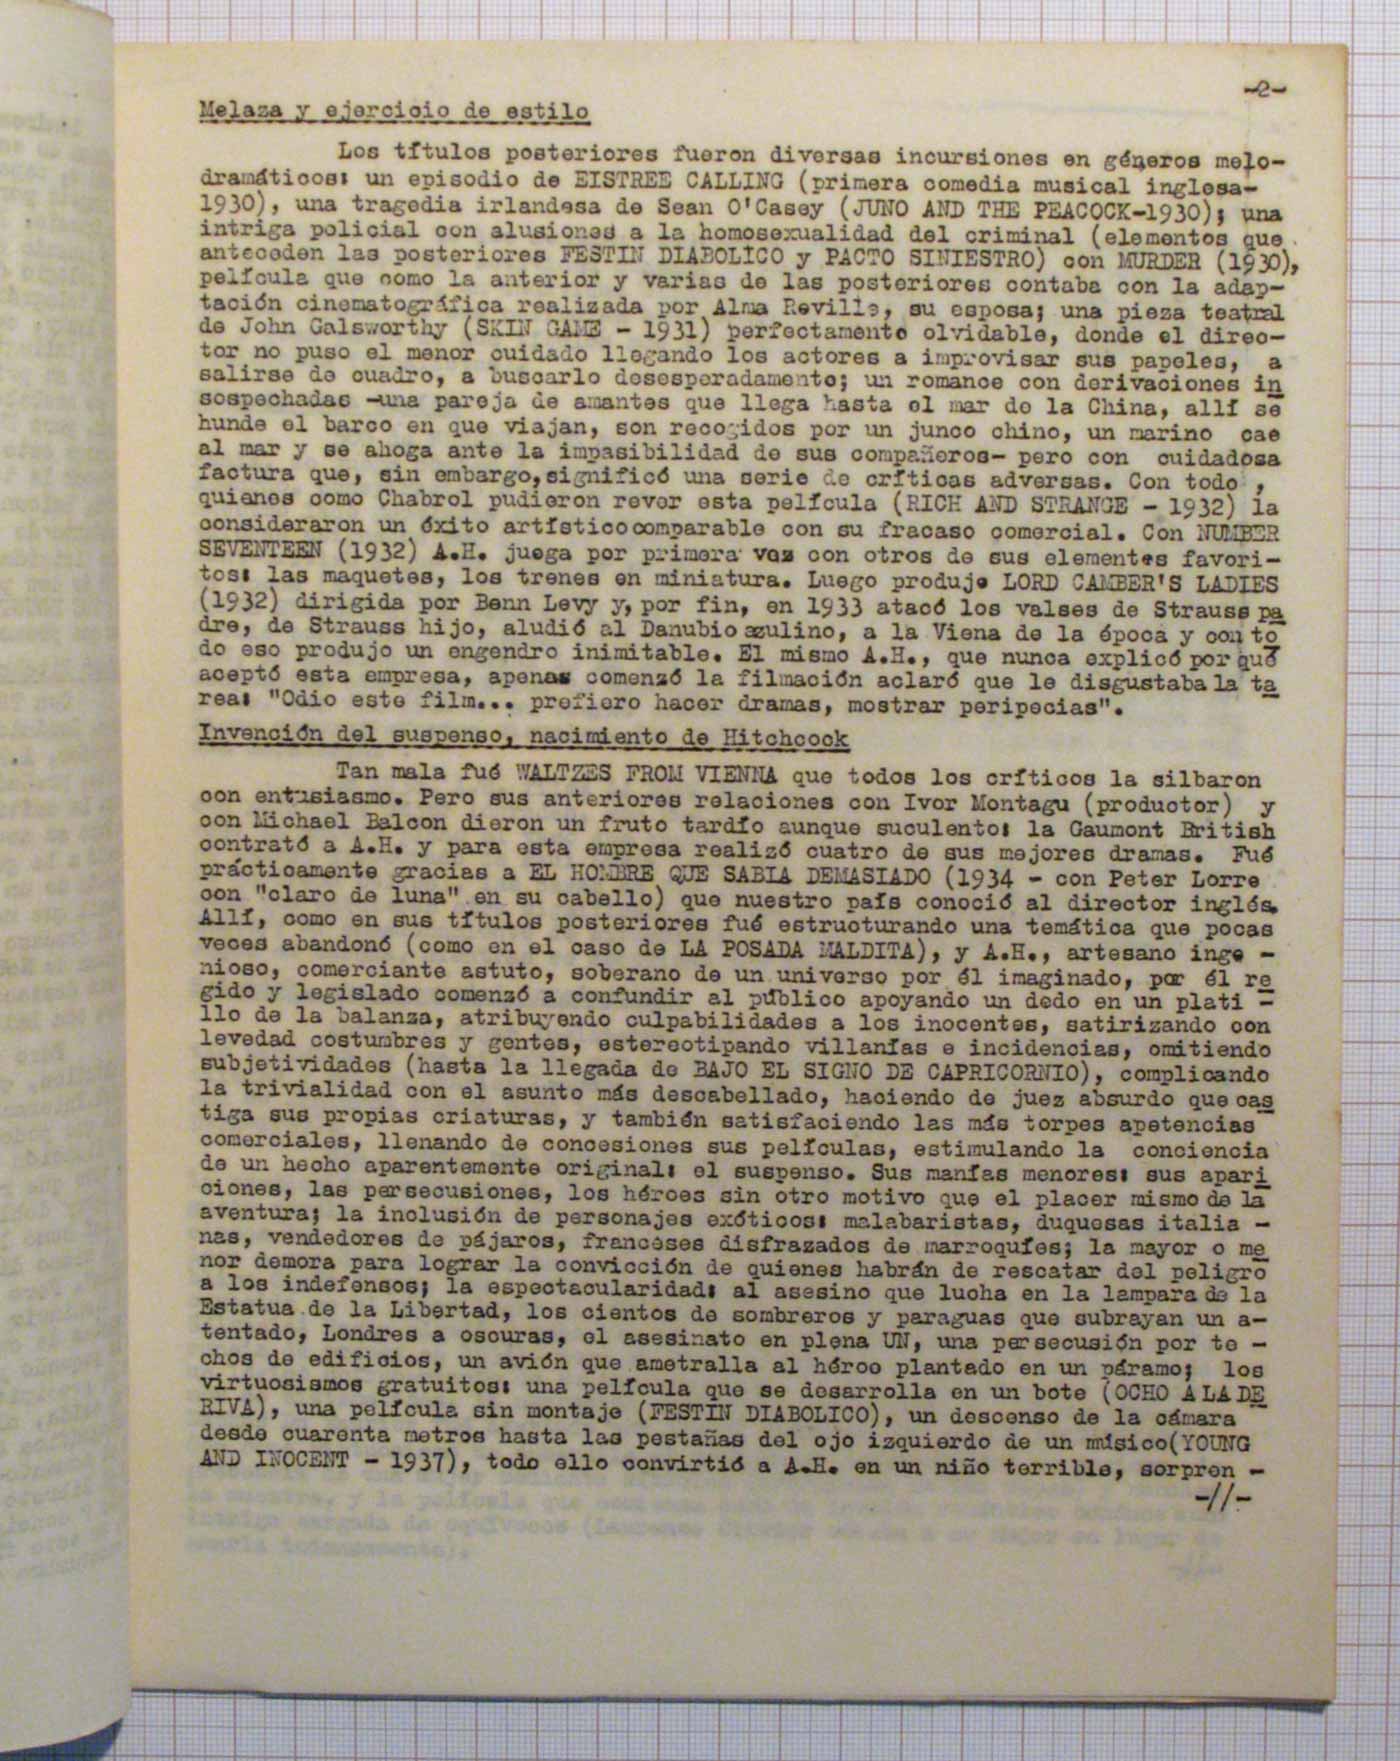 -2-
Melaza y ejercicio de estilo
Los títulos posteriores fueron diversas incursiones en géneros melo-
dramáticos: un episodio de EISTREE CALLING (primera comedia musical inglesa-
1930), una tragedia irlandesa de Sean O'Casey (JUNO AND THE PEACOCK-1930); una
intriga policial con alusiones a la homosexualidad del criminal (elementos que
anteceden las posteriores FESTIN DIABOLICO y PACTO SINIESTRO) con MURDER (1930),
película que como la anterior y varias de las posteriores contaba con la adap-
tación cinematográfica realizada por Alma Reville, su esposa; una pieza teatral
de John Galsworthy (SKIN GAME - 1931) perfectamente olvidable, donde el direc-
tor no puso el menor cuidado llegando los actores a improvisar sus papeles, a
salirse de cuadro, a buscarlo desesperadamente; un romance con derivaciones in
sospechadas -una pareja de amantes que llega hasta el mar de la China, allí se
hunde el barco en que viajan, son recogidos por un junco chino, un marino cae
al mar y se ahoga ante la impasibilidad de sus compañeros- pero con cuidadosa
factura que, sin embargo, significó una serie de críticas adversas. Con todo ,
quienes como Chabrol pudieron rever esta película (RICH AND STRANGE - 1932) la
consideraron un éxito artístico comparable con su fracaso comercial. Con NUMBER
SEVENTEEN (1932) A.H. juega por primera vez con otros de sus elementos favori-
tos: las maquetas, los trenes en miniatura. Luego produjo LORD CAMBER'S LADIES
(1932) dirigida por Benn Levy y, por fin, en 1933 atacó los valses de Strauss pa
dre, de Strauss hijo, aludió al Danubio azulino, a la Viena de la época y con to
do eso produjo un engendro inimitable. El mismo A.H., que nunca explicó por qué
aceptó esta empresa, apenas comenzó la filmación aclaró que le disgustaba la ta
rea: "Odio este film... prefiero hacer dramas, mostrar peripecias".
Invención del suspenso, nacimiento de Hitchcock
Tan mala fué WALTZES FROM VIENNA que todos los críticos la silbaron
con entusiasmo. Pero sus anteriores relaciones con Ivor Montagu (productor) y
con Michael Balcon dieron un fruto tardío aunque suculento: la Gaumont British
contrató a A.H. y para esta empresa realizó cuatro de sus mejores dramas. Fué
prácticamente gracias a EL HOMBRE QUE SABIA DEMASIADO (1934 - con Peter Lorre
con "claro de luna" en su cabello) que nuestro país conoció al director inglés.
Allí, como en sus títulos posteriores fué estructurando una temática que pocas
veces abandonó (como en el caso de LA POSADA MALDITA), y A.H., artesano inge -
nioso, comerciante astuto, soberano de un universo por él imaginado, por él re
gido y legislado comenzó a confundir al público apoyando un dedo en un plati -
llo de la balanza, atribuyendo culpabilidades a los inocentes, satirizando con
levedad costumbres y gentes, estereotipando villanías e incidencias, omitiendo
subjetividades (hasta la llegada de BAJO EL SIGNO DE CAPRICORNIO), complicando
la trivialidad con el asunto más descabellado, haciendo de juez absurdo que cas
tiga sus propias criaturas, y también satisfaciendo las más torpes apetencias
comerciales, llenando de concesiones sus películas, estimulando la conciencia
de un hecho aparentemente original: el suspenso. Sus manías menores: sus apari
ciones, las persecusiones, los héroes sin otro motivo que el placer mismo de la
aventura; la inclusión de personajes exóticos: malabaristas, duquesas italia -
nas, vendedores de pájaros, franceses disfrazados de marroquíes; la mayor o me
nor demora para lograr la convicción de quienes habrán de rescatar del peligro
a los indefensos; la espectacularidad: al asesino que lucha en la lampara de la
Estatua de la Libertad, los cientos de sombreros y paraguas que subrayan un a-
tentado, Londres a oscuras, el asesinato en plena UN, una persecusión por te -
chos de edificios, un avión que ametralla al héroe plantado en un páramo; los
virtuosismos gratuitos: una película que se desarrolla en un bote (OCHO A LA DE
RIVA), una película sin montaje (FESTIN DIABOLICO), un descenso de la cámara
desde cuarenta metros hasta las pestañas del ojo izquierdo de un músico(YOUNG
AND INOCENT - 1937), todo ello convirtió a A.H. en un niño terrible, sorpren -
-//-